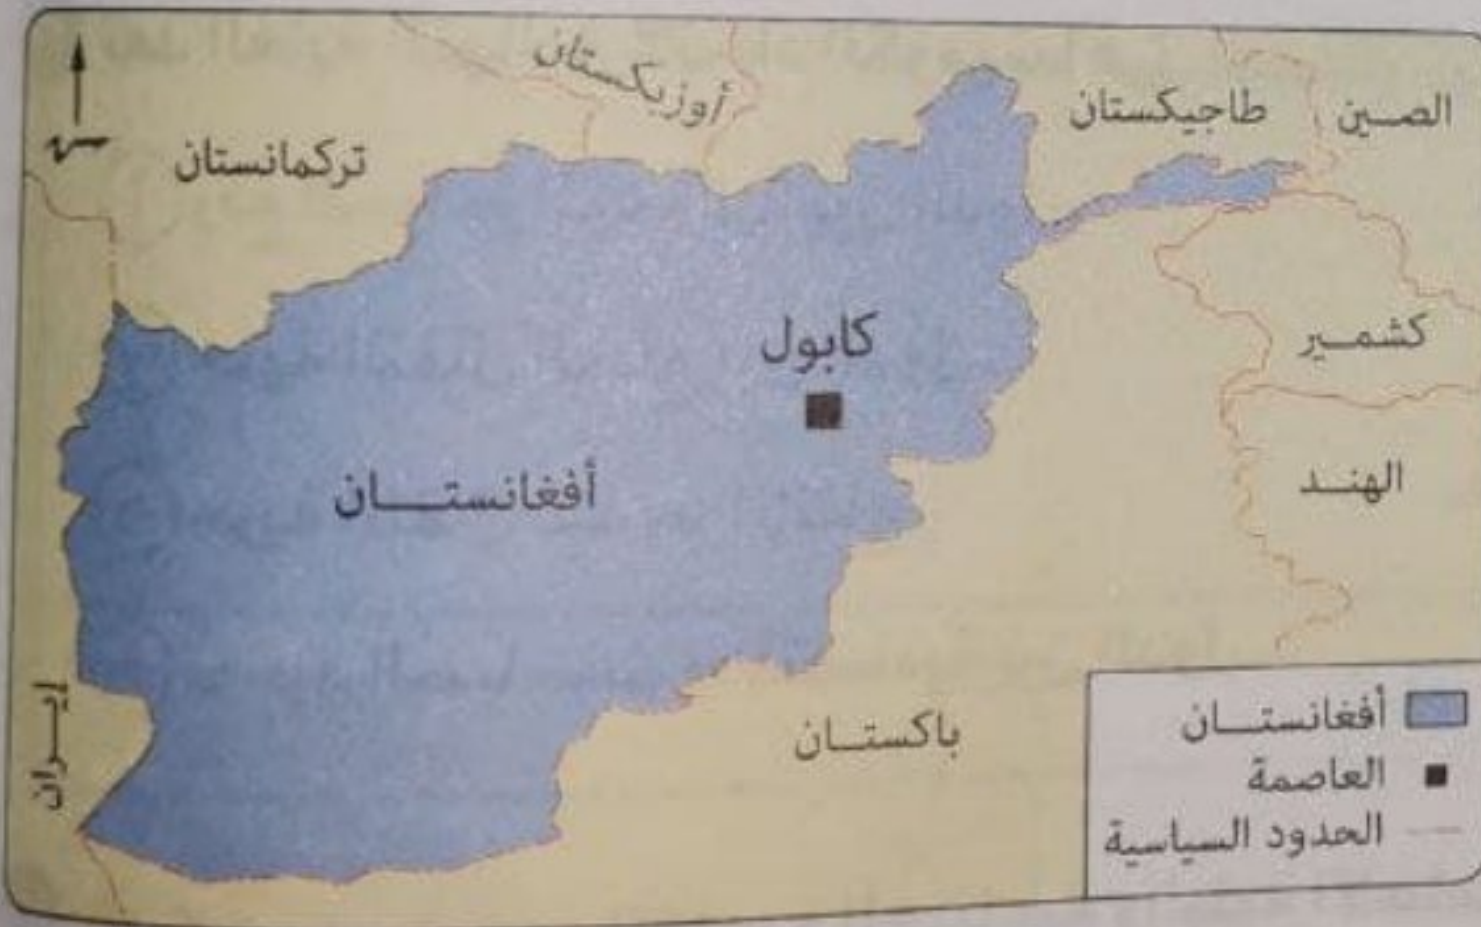 أوزبكستان
طاجيكستان
الصين
تركمانستان
كابول
كشمير
أفغانستان
الهند
إيران
باكستان
أفغانستان
العاصمة
الحدود السياسية